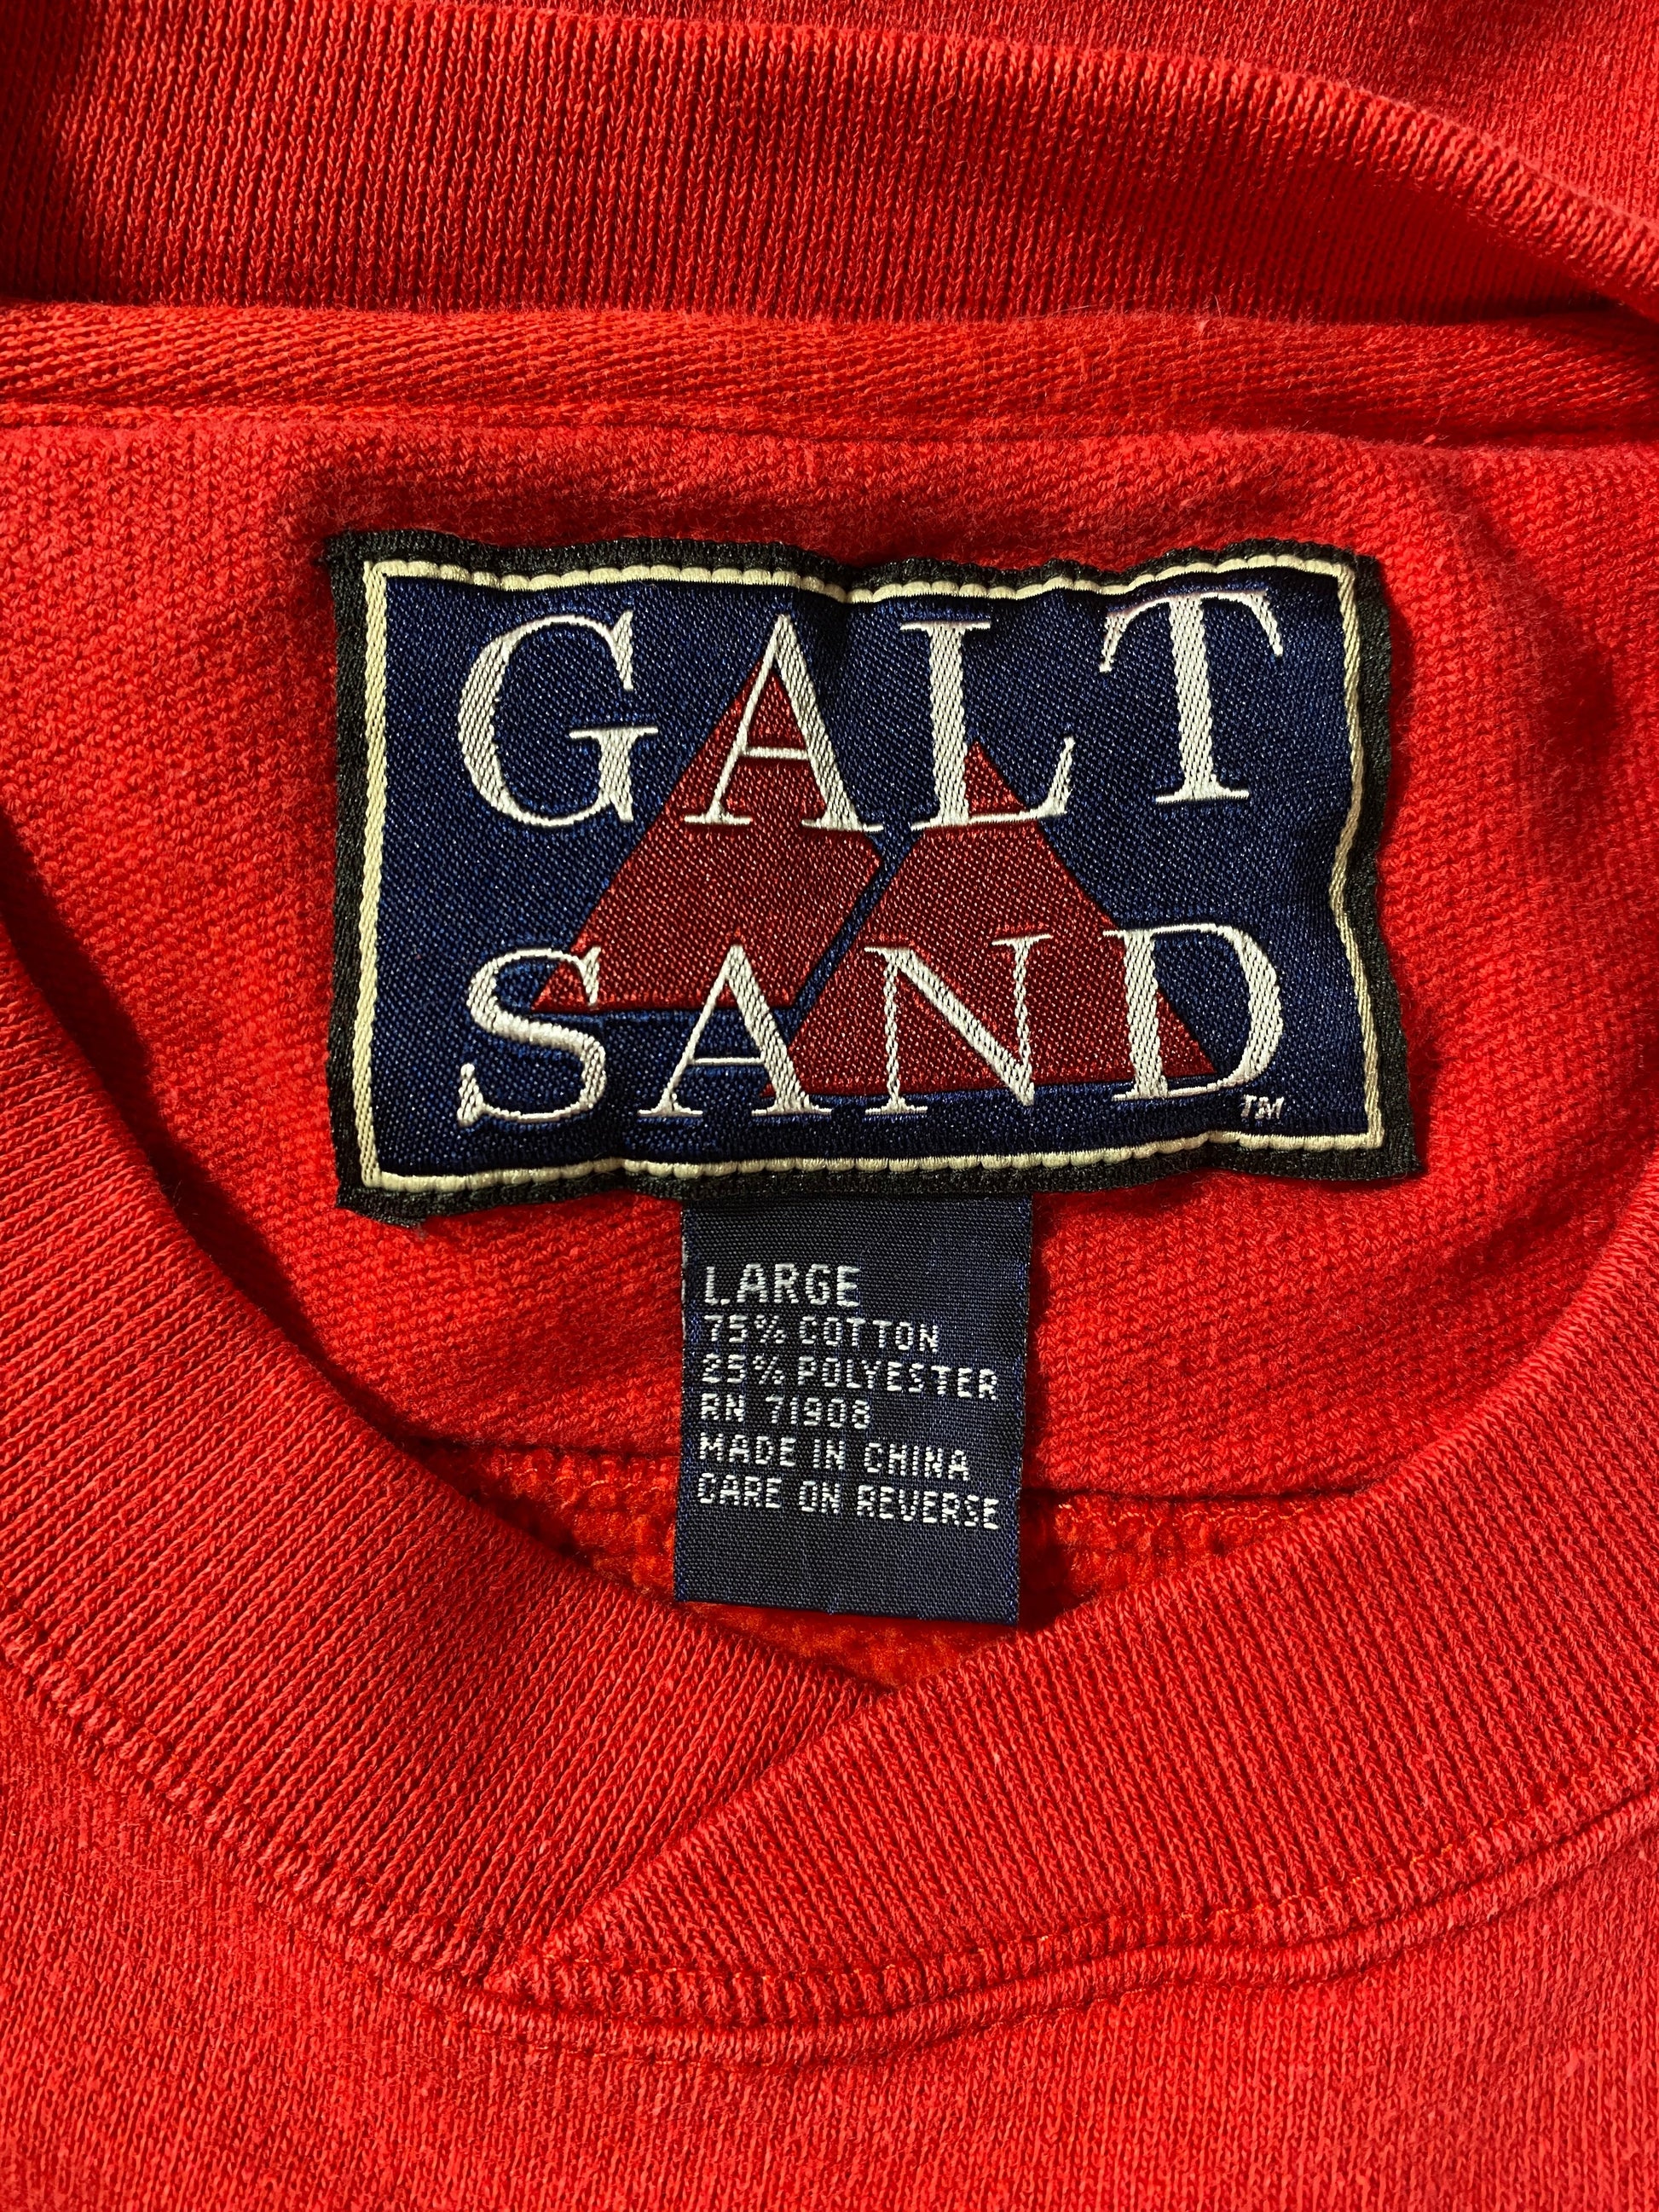 GALT
SAND
TM
LARGE
75% COTTON
25% POLYESTER
RN 71908
MADE IN CHINA
CARE ON REVERSE